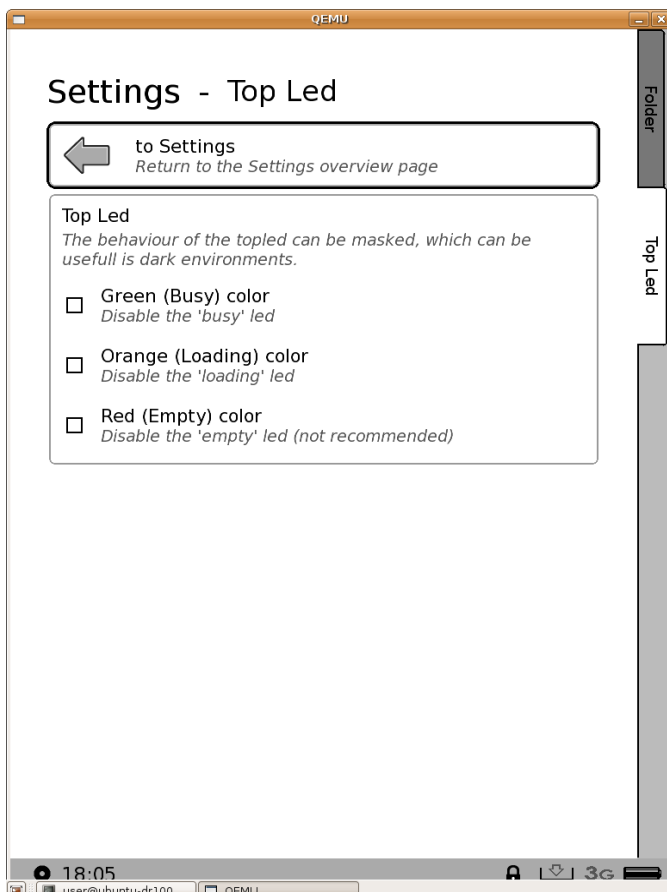 QEMU
Settings - Top Led
to Settings
Return to the Settings overview page
Top Led
The behaviour of the topled can be masked, which can be
usefull is dark environments.
Green (Busy) color
Disable the 'busy' led
Orange (Loading) color
Disable the 'loading' led
Red (Empty) color
Disable the 'empty' led (not recommended)
Folder
Top Led
18:05
3G
user@ubuntu-dr100
QEMU